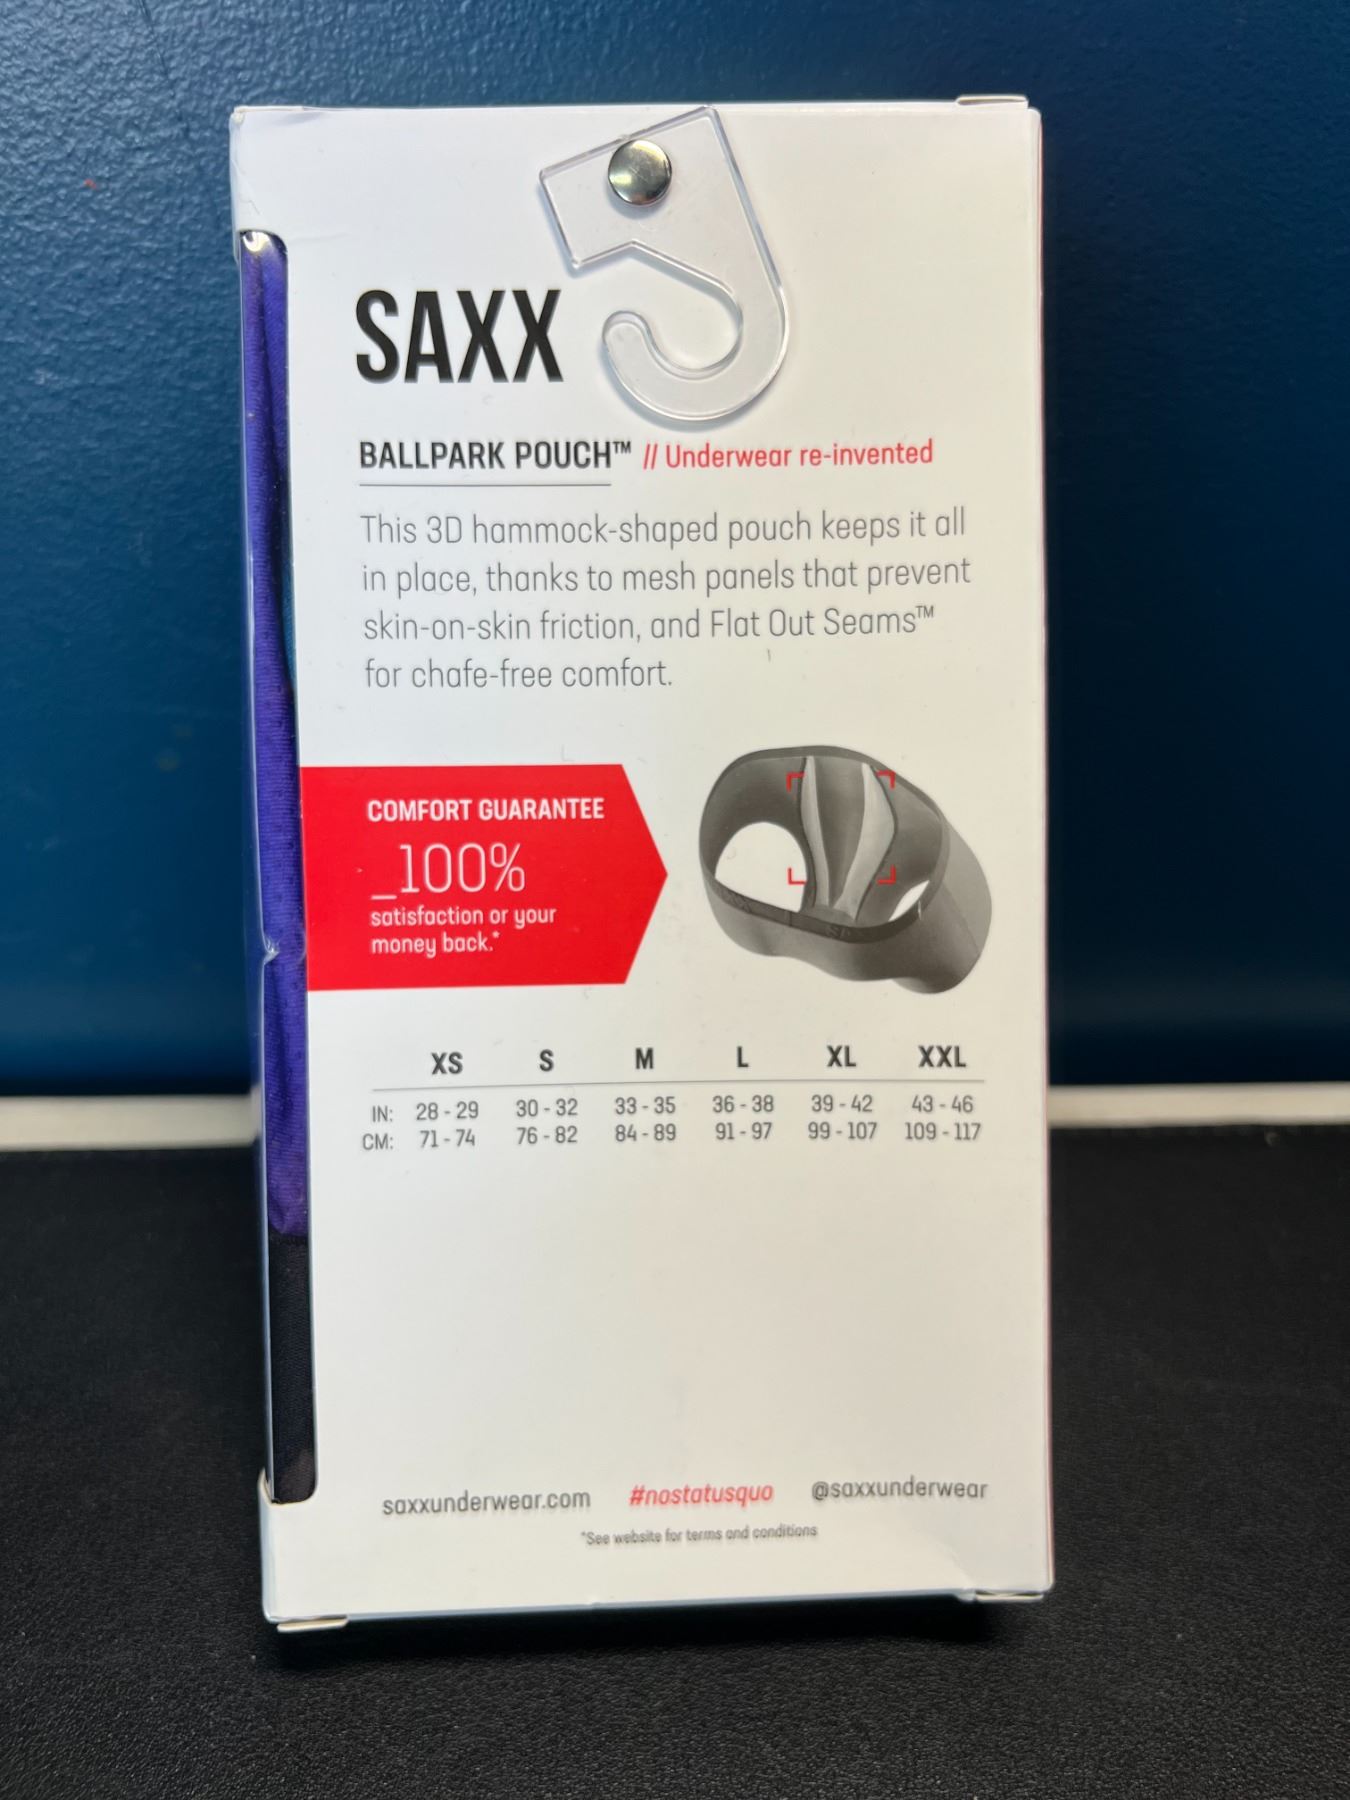 SAXX
BALLPARK POUCH™ // Underwear re-invented
This 3D hammock-shaped pouch keeps it all
in place, thanks to mesh panels that prevent
skin-on-skin friction, and Flat Out Seams™
for chafe-free comfort.
COMFORT GUARANTEE
_100%
satisfaction or your
money back.*
XS S M L XL XXL
IN: 28 - 29 30 - 32 33 - 35 36 - 38 39 - 42 43 - 46
CM: 71 - 74 76 - 82 84 - 89 91 - 97 99 - 107 109 - 117
saxxunderwear.com #nostatusquo @saxxunderwear
*See website for terms and conditions